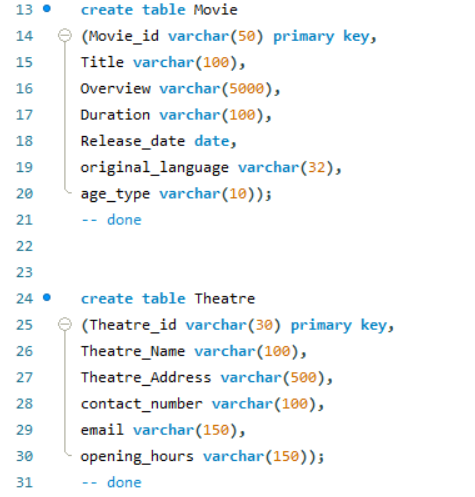 13 create table Movie
14 (Movie_id varchar(50) primary key,
15 Title varchar(100),
16 Overview varchar(5000),
17 Duration varchar(100),
18 Release_date date,
19 original_language varchar(32),
20 age_type varchar(10));
21 -- done
22
23
24 create table Theatre
25 (Theatre_id varchar(30) primary key,
26 Theatre_Name varchar(100),
27 Theatre_Address varchar(500),
28 contact_number varchar(100),
29 email varchar(150),
30 opening_hours varchar(150));
31 -- done